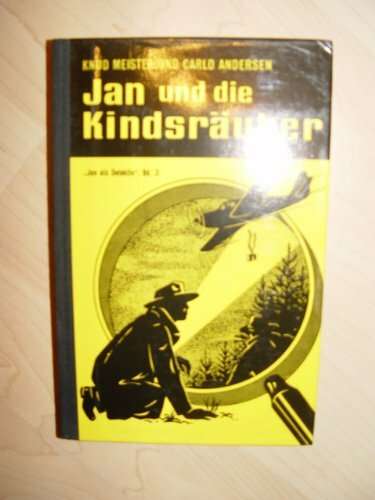 KNUD MEISTER UND CARLO ANDERSEN
Jan und die
Kindsräuber
„Jan als Detektiv“ Bd. 3